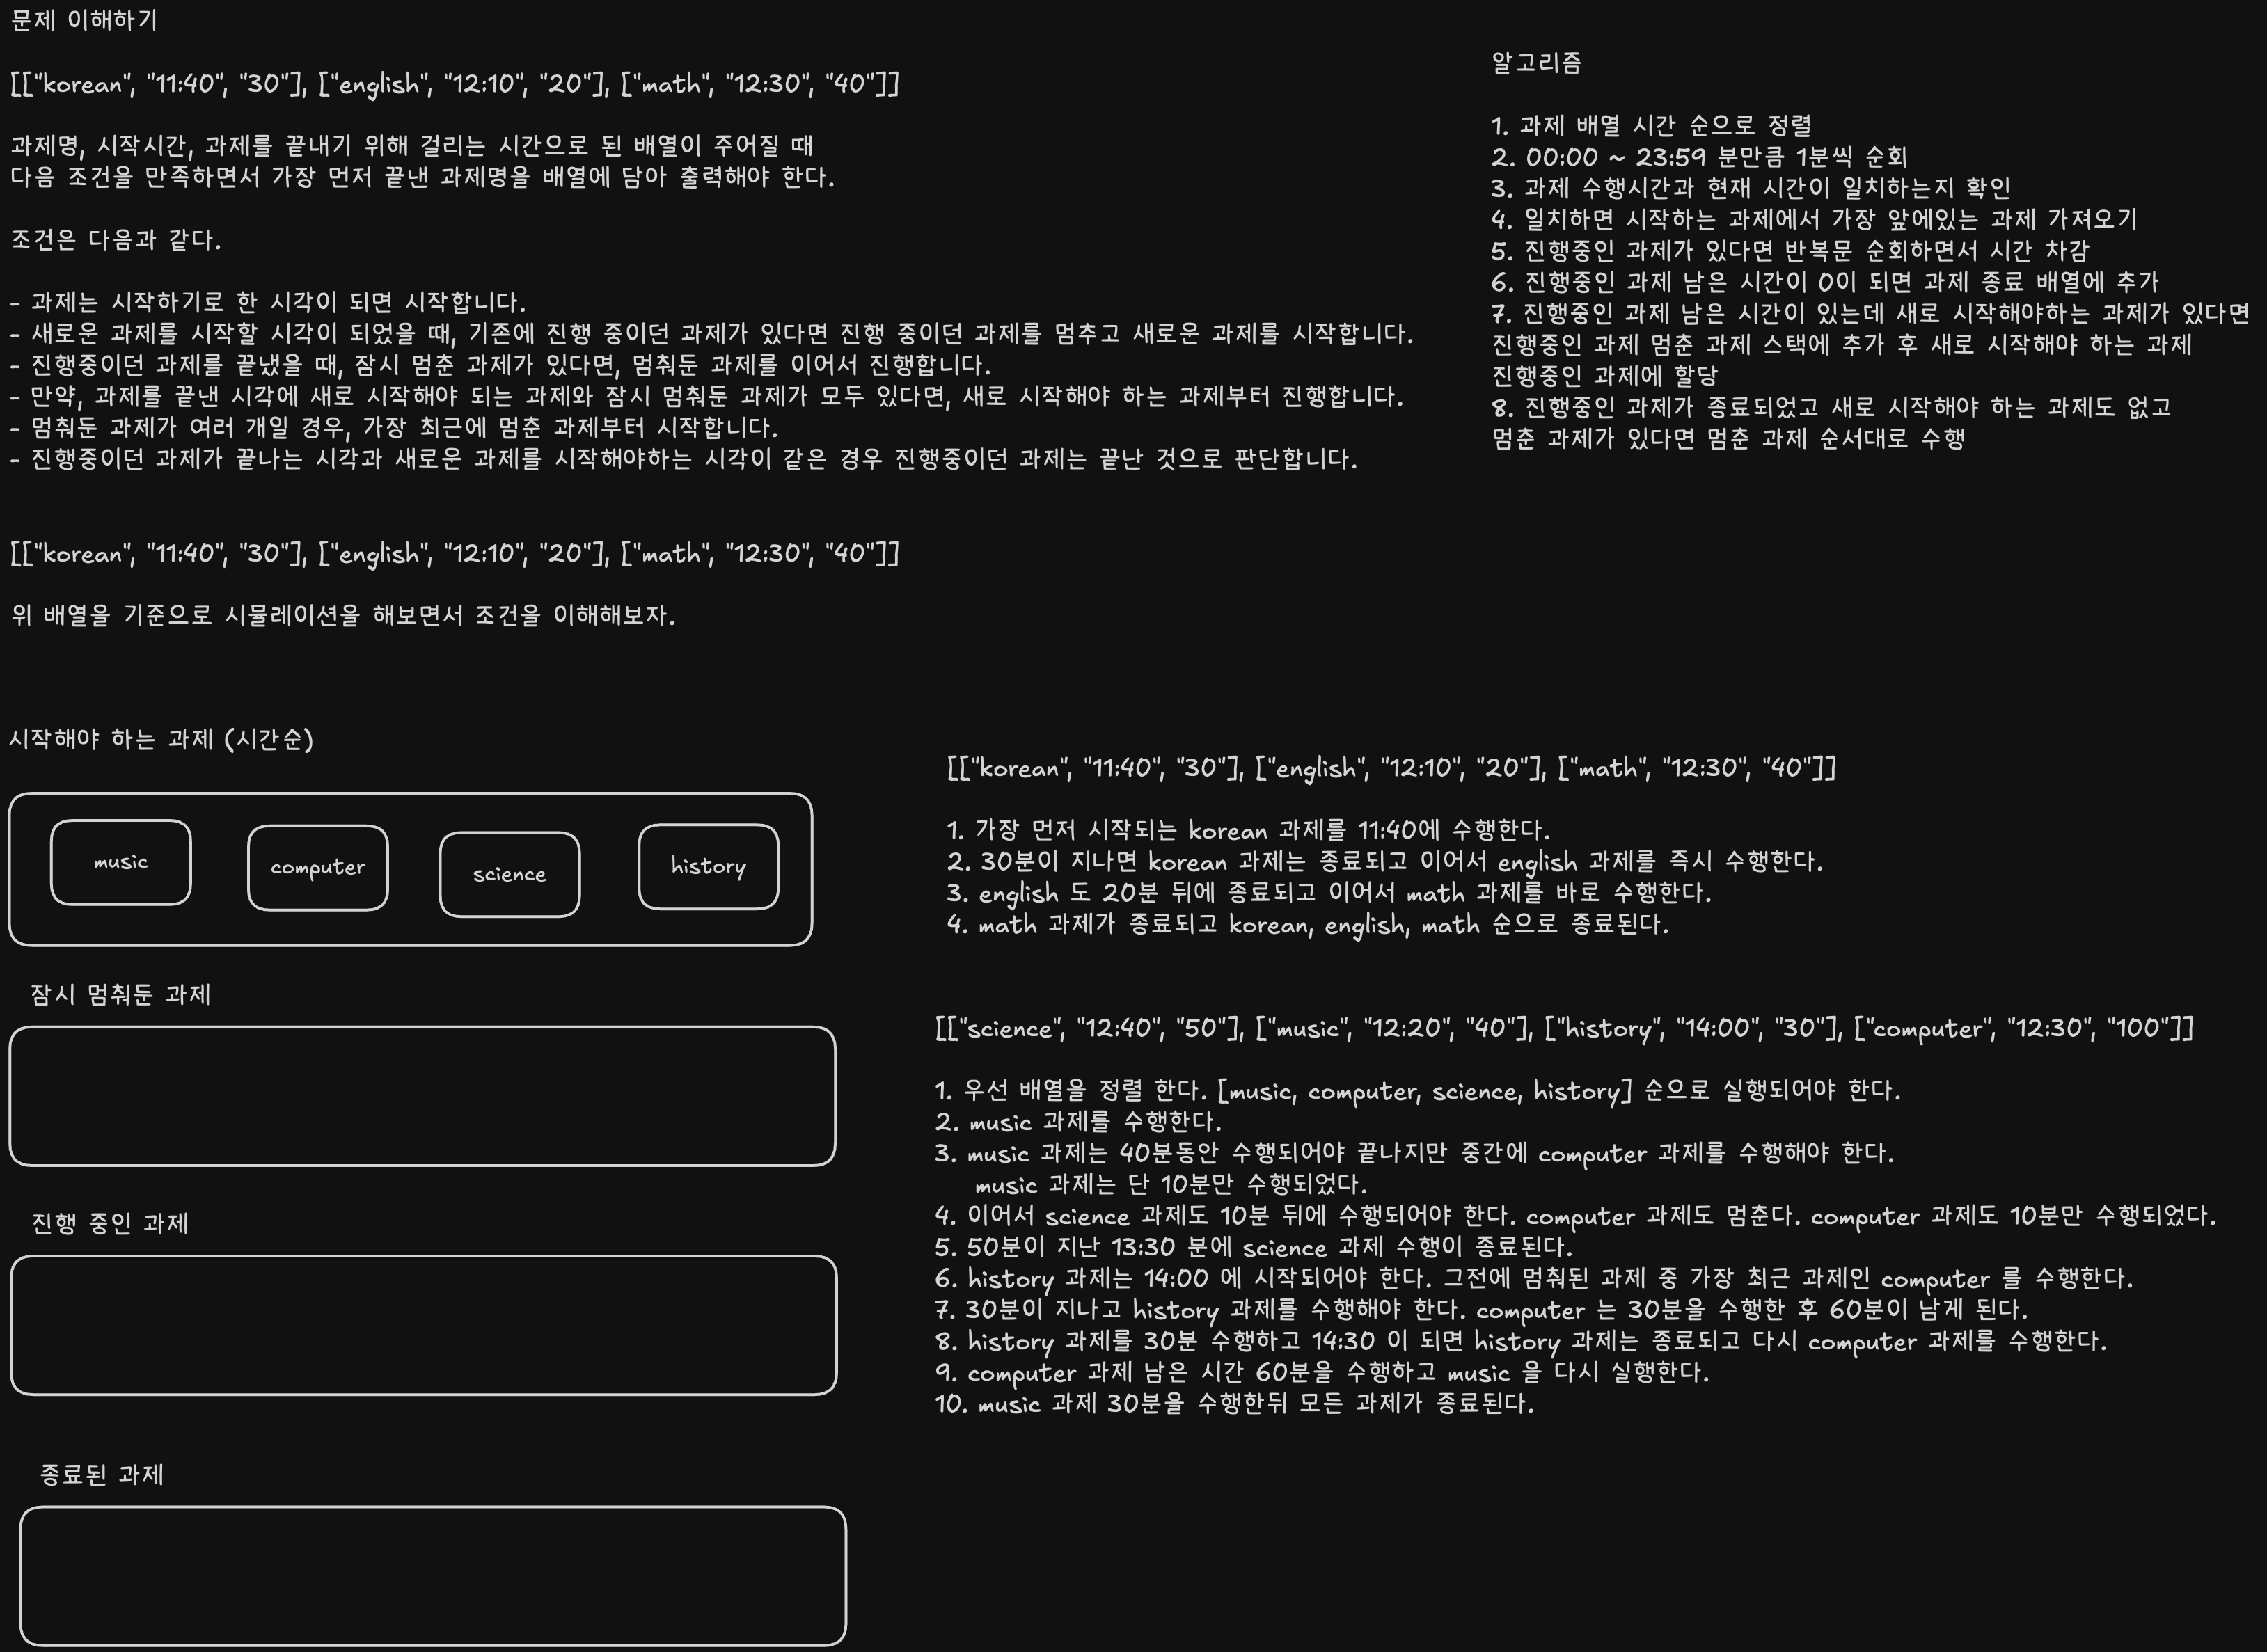 문제 이해하기
[["korean", "11:40", "30"], ["english", "12:10", "20"], ["math", "12:30", "40"]]
과제명, 시작시간, 과제를 끝내기 위해 걸리는 시간으로 된 배열이 주어질 때
다음 조건을 만족하면서 가장 먼저 끝낸 과제명을 배열에 담아 출력해야 한다.
조건은 다음과 같다.
- 과제는 시작하기로 한 시각이 되면 시작합니다.
- 새로운 과제를 시작할 시각이 되었을 때, 기존에 진행 중이던 과제가 있다면 진행 중이던 과제를 멈추고 새로운 과제를 시작합니다.
- 진행중이던 과제를 끝냈을 때, 잠시 멈춘 과제가 있다면, 멈춰둔 과제를 이어서 진행합니다.
- 만약, 과제를 끝낸 시각에 새로 시작해야 되는 과제와 잠시 멈춰둔 과제가 모두 있다면, 새로 시작해야 하는 과제부터 진행합니다.
- 멈춰둔 과제가 여러 개일 경우, 가장 최근에 멈춘 과제부터 시작합니다.
- 진행중이던 과제가 끝나는 시각과 새로운 과제를 시작해야하는 시각이 같은 경우 진행중이던 과제는 끝난 것으로 판단합니다.
[["korean", "11:40", "30"], ["english", "12:10", "20"], ["math", "12:30", "40"]]
위 배열을 기준으로 시뮬레이션을 해보면서 조건을 이해해보자.
알고리즘
1. 과제 배열 시간 순으로 정렬
2. 00:00 ~ 23:59 분만큼 1분씩 순회
3. 과제 수행시간과 현재 시간이 일치하는지 확인
4. 일치하면 시작하는 과제에서 가장 앞에있는 과제 가져오기
5. 진행중인 과제가 있다면 반복문 순회하면서 시간 차감
6. 진행중인 과제 남은 시간이 0이 되면 과제 종료 배열에 추가
7. 진행중인 과제 남은 시간이 있는데 새로 시작해야하는 과제가 있다면
진행중인 과제 멈춘 과제 스택에 추가 후 새로 시작해야 하는 과제
진행중인 과제에 할당
8. 진행중인 과제가 종료되었고 새로 시작해야 하는 과제도 없고
멈춘 과제가 있다면 멈춘 과제 순서대로 수행
시작해야 하는 과제 (시간순)
music
computer
science
history
잠시 멈춰둔 과제
진행 중인 과제
종료된 과제
[["korean", "11:40", "30"], ["english", "12:10", "20"], ["math", "12:30", "40"]]
1. 가장 먼저 시작되는 korean 과제를 11:40에 수행한다.
2. 30분이 지나면 korean 과제는 종료되고 이어서 english 과제를 즉시 수행한다.
3. english 도 20분 뒤에 종료되고 이어서 math 과제를 바로 수행한다.
4. math 과제가 종료되고 korean, english, math 순으로 종료된다.
[["science", "12:40", "50"], ["music", "12:20", "40"], ["history", "14:00", "30"], ["computer", "12:30", "100"]]
1. 우선 배열을 정렬 한다. [music, computer, science, history] 순으로 실행되어야 한다.
2. music 과제를 수행한다.
3. music 과제는 40분동안 수행되어야 끝나지만 중간에 computer 과제를 수행해야 한다.
music 과제는 단 10분만 수행되었다.
4. 이어서 science 과제도 10분 뒤에 수행되어야 한다. computer 과제도 멈춘다. computer 과제도 10분만 수행되었다.
5. 50분이 지난 13:30 분에 science 과제 수행이 종료된다.
6. history 과제는 14:00 에 시작되어야 한다. 그전에 멈춰된 과제 중 가장 최근 과제인 computer 를 수행한다.
7. 30분이 지나고 history 과제를 수행해야 한다. computer 는 30분을 수행한 후 60분이 남게 된다.
8. history 과제를 30분 수행하고 14:30 이 되면 history 과제는 종료되고 다시 computer 과제를 수행한다.
9. computer 과제 남은 시간 60분을 수행하고 music 을 다시 실행한다.
10. music 과제 30분을 수행한뒤 모든 과제가 종료된다.